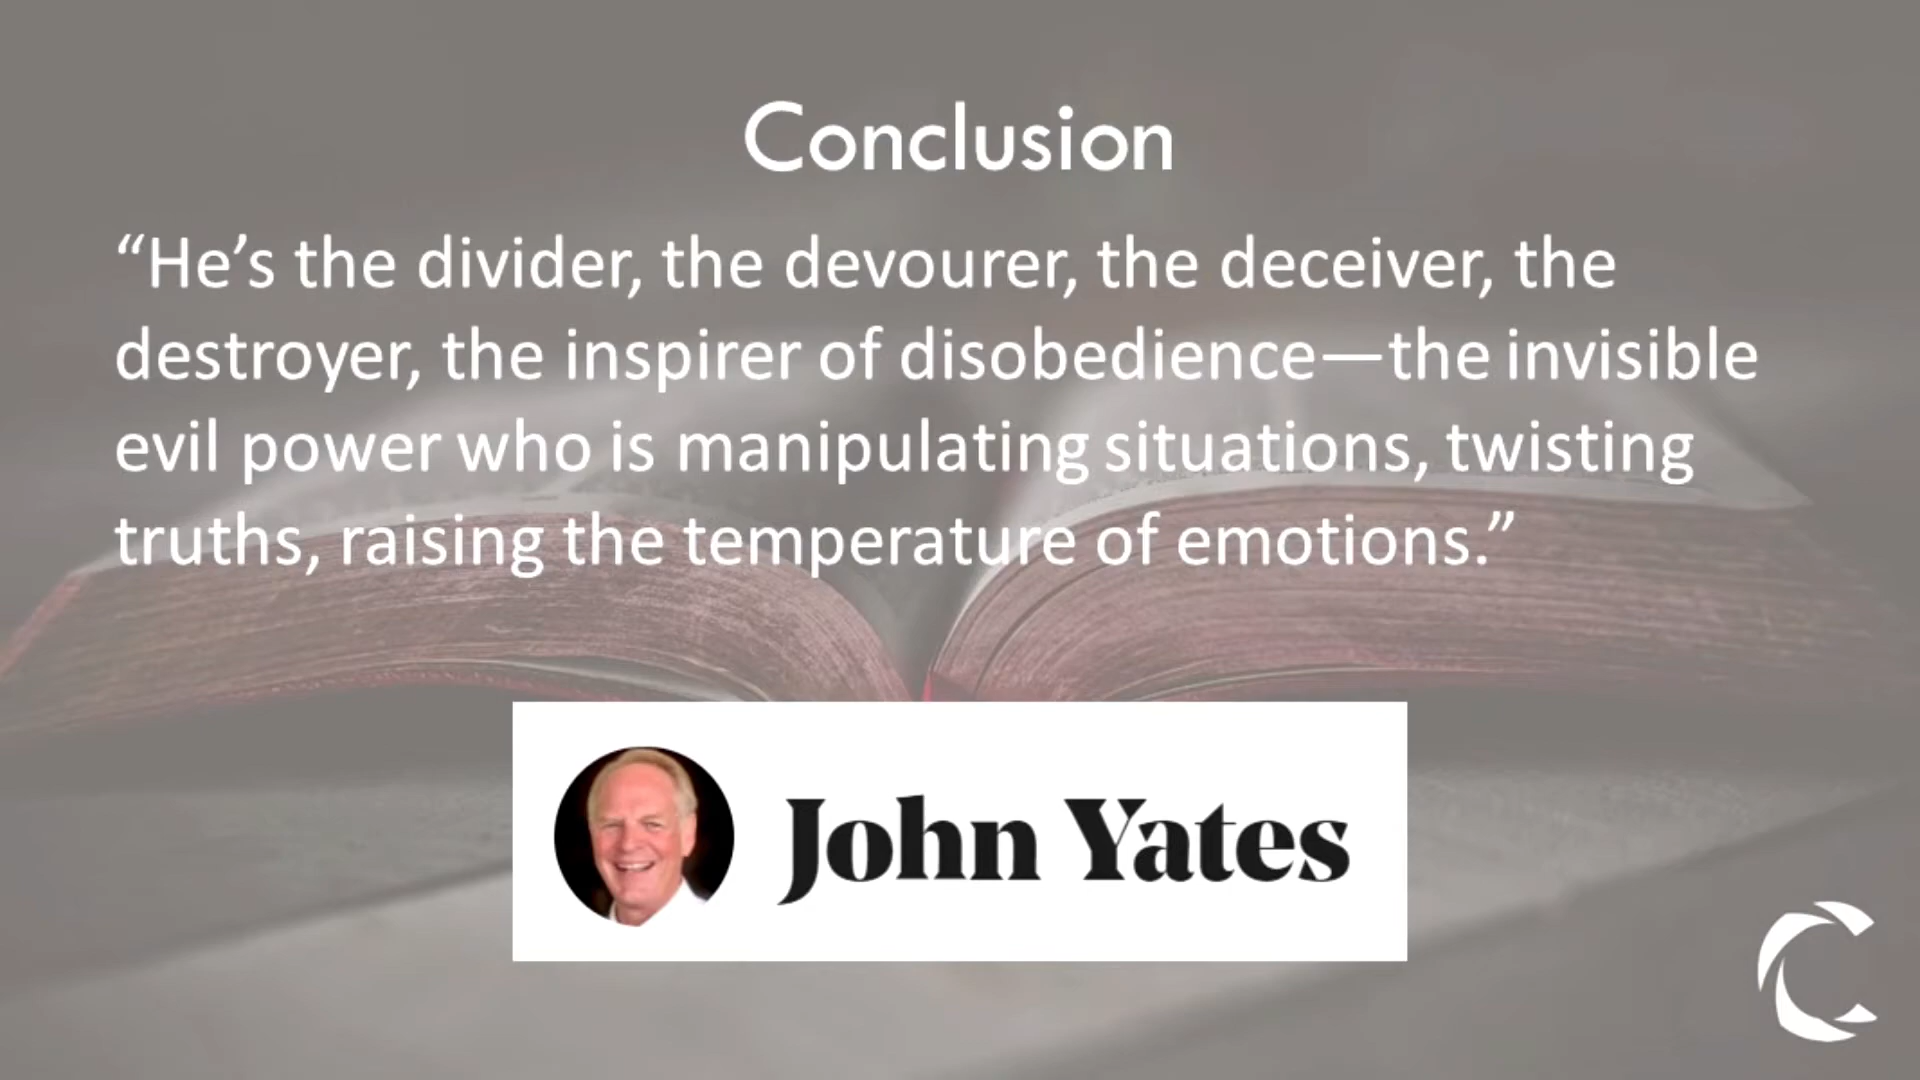 Conclusion
“He’s the divider, the devourer, the deceiver, the
destroyer, the inspirer of disobedience—the invisible
evil power who is manipulating situations, twisting
truths, raising the temperature of emotions.”
John Yates